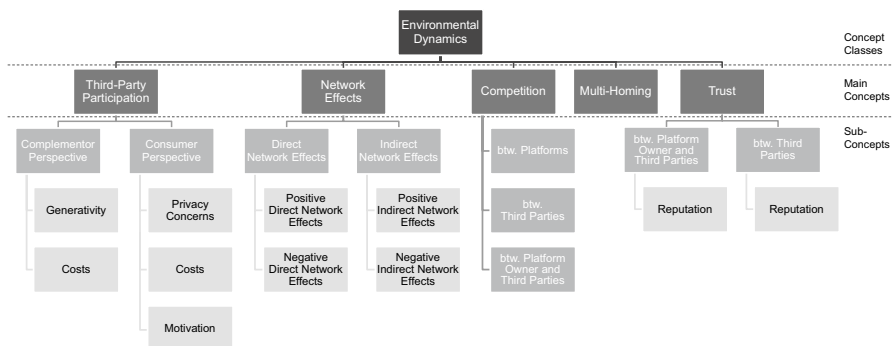 Environmental
Dynamics
Concept
Classes
Third-Party
Participation
Network
Effects
Competition
Multi-Homing
Trust
Main
Concepts
Sub-
Concepts
Complementor
Perspective
Consumer
Perspective
Direct
Network Effects
Indirect
Network Effects
btw. Platforms
btw. Platform
Owner and
Third Parties
btw. Third
Parties
Generativity
Privacy
Concerns
Positive
Direct Network
Effects
Positive
Indirect Network
Effects
btw.
Third Parties
Reputation
Reputation
Costs
Costs
Negative
Direct Network
Effects
Negative
Indirect Network
Effects
btw. Platform
Owner and
Third Parties
Motivation